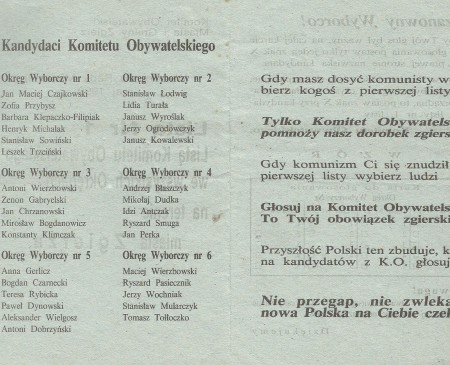 Kandydaci Komitetu Obywatelskiego
Okręg Wyborczy nr 1
Jan Maciej Czajkowski
Zofia Przybysz
Barbara Kłepaczko-Filipiak
Henryk Michalak
Stanisław Sowiński
Leszek Trzciński
Okręg Wyborczy nr 2
Stanisław Łodwig
Lidia Turała
Janusz Wyroślak
Jerzy Ogrodowczyk
Janusz Kowalewski
Okręg Wyborczy nr 3
Antoni Wierzbowski
Zenon Gabryelski
Jan Chrzanowski
Mirosław Bogdanowicz
Konstanty Klimczak
Okręg Wyborczy nr 4
Andrzej Błaszczyk
Mikołaj Dudka
Idzi Antczak
Ryszard Smuga
Jan Perka
Okręg Wyborczy nr 5
Anna Gerlicz
Bogdan Czarnecki
Teresa Rybicka
Paweł Dynowski
Aleksander Wielgosz
Antoni Dobrzyński
Okręg Wyborczy nr 6
Maciej Wierzbowski
Ryszard Pasiecznik
Jerzy Wochniak
Stanisław Mularczyk
Tomasz Tołłoczko
Gdy masz dosyć komunisty w
bierz kogoś z pierwszej listy
Tylko Komitet Obywatels
pomnoży nasz dorobek zgiers
Gdy komunizm Ci się znudził
pierwszej listy wybierz ludzi
Głosuj na Komitet Obywatels
To Twój obowiązek zgierski
Przyszłość Polski ten zbuduje, k
na kandydatów z K.O. głosuj
Nie przegap, nie zwleka
nowa Polska na Ciebie czek